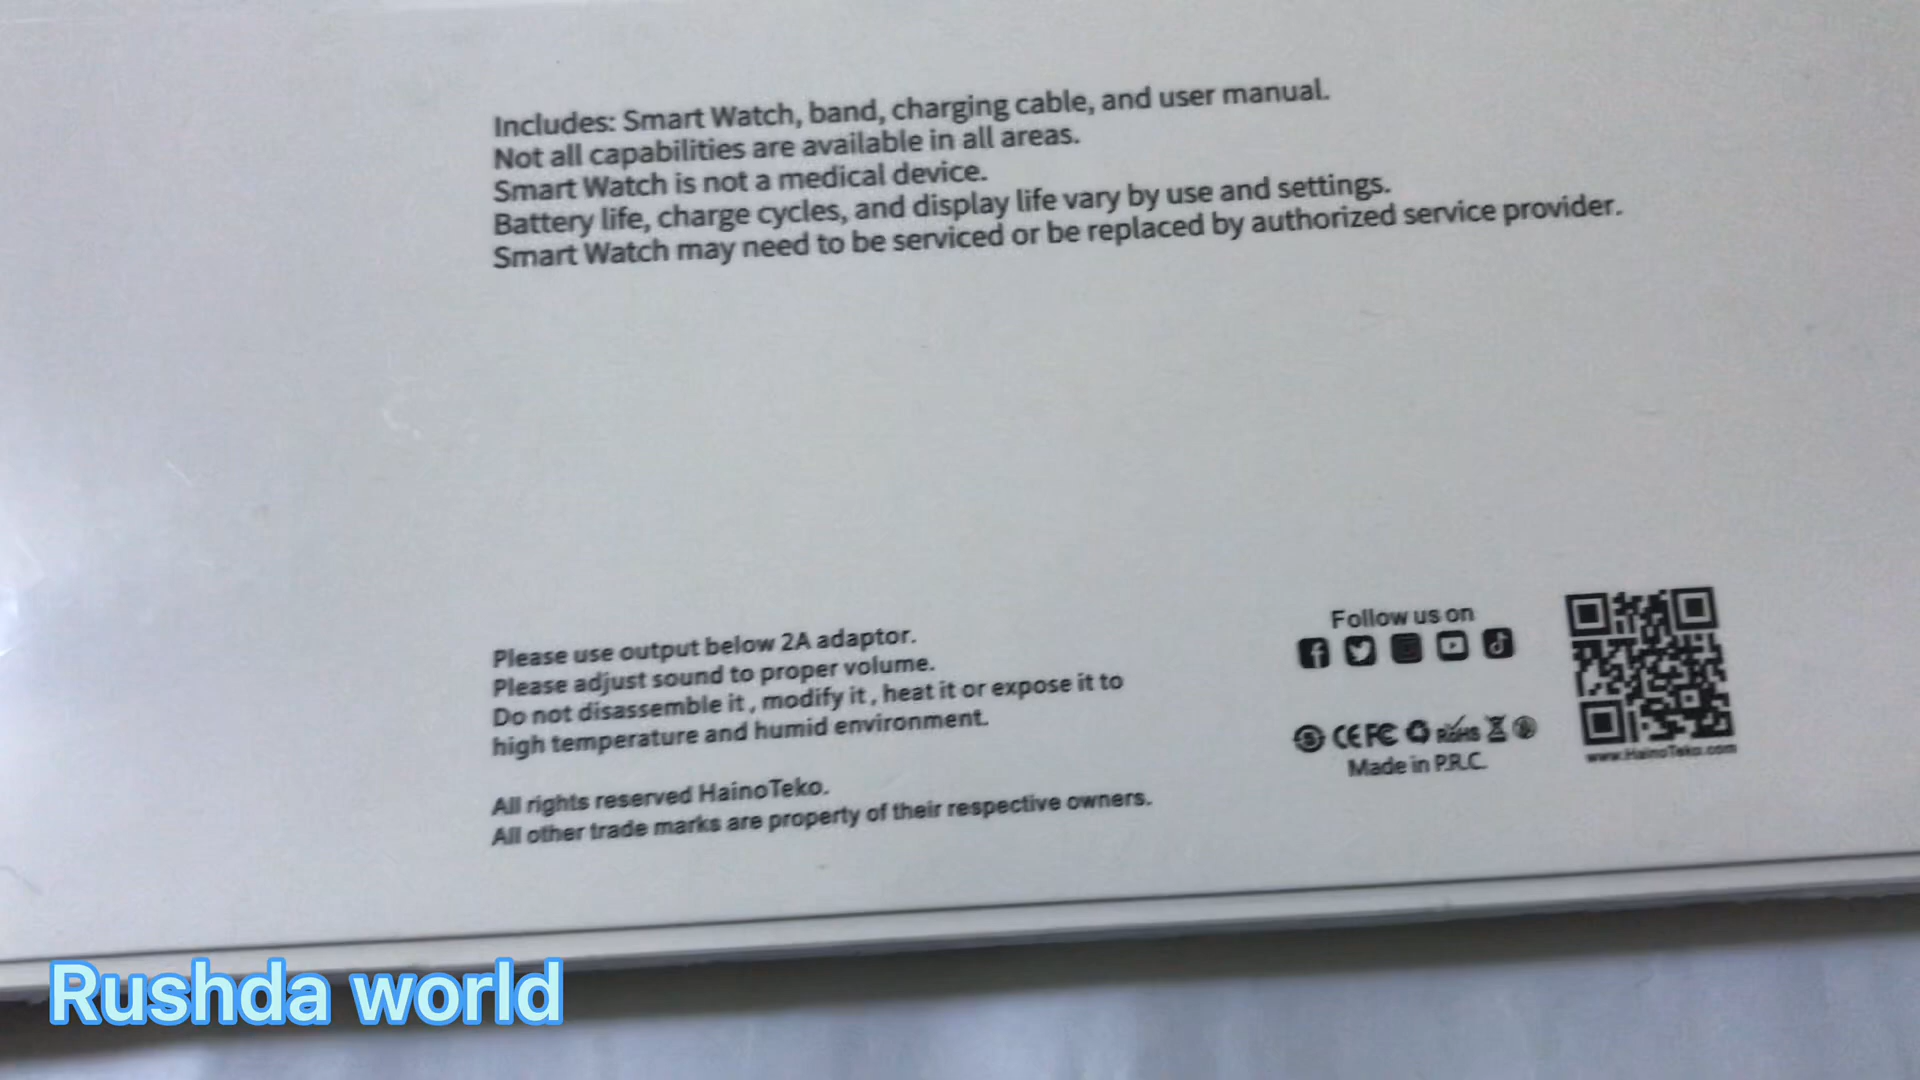 Includes: Smart Watch, band, charging cable, and user manual.
Not all capabilities are available in all areas.
Smart Watch is not a medical device.
Battery life, charge cycles, and display life vary by use and settings.
Smart Watch may need to be serviced or be replaced by authorized service provider.
Please use output below 2A adaptor.
Please adjust sound to proper volume.
Do not disassemble it , modify it , heat it or expose it to
high temperature and humid environment.
All rights reserved HainoTeko.
All other trade marks are property of their respective owners.
Follow us on
CE FC RoHS
Made in P.R.C.
www.HainoTeko.com
Rushda world